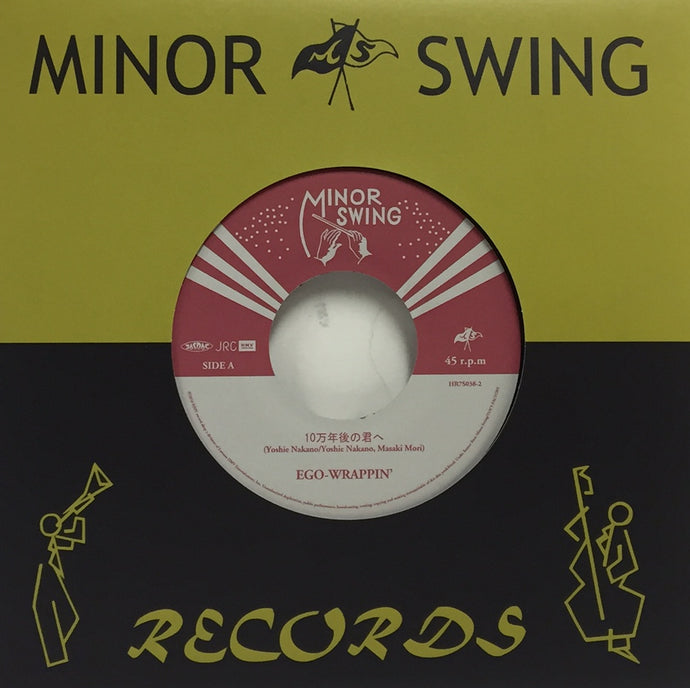 MINOR SWING
MINOR
SWING
JASRAC JRC
SIDE A
45 r.p.m
HR7S038-2
10万年後の君へ
(Yoshie Nakano/Yoshie Nakano, Masaki Mori)
EGO-WRAPPIN'
RECORDS